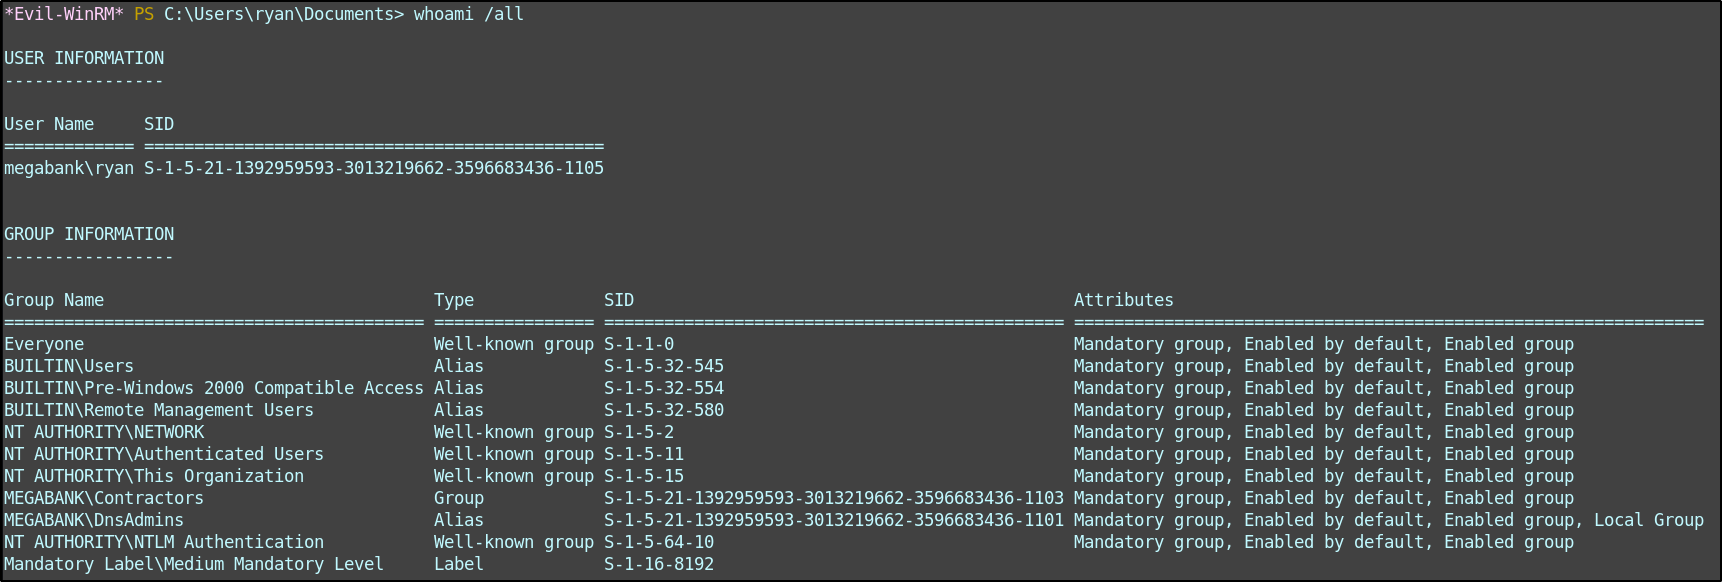 *Evil-WinRM* PS C:\Users\ryan\Documents> whoami /all

USER INFORMATION
----------------

User Name     SID
============= ==============================================
megabank\ryan S-1-5-21-1392959593-3013219662-3596683436-1105


GROUP INFORMATION
-----------------

Group Name                                 Type             SID                                            Attributes
========================================== ================ ============================================== ===============================================================
Everyone                                   Well-known group S-1-1-0                                        Mandatory group, Enabled by default, Enabled group
BUILTIN\Users                              Alias            S-1-5-32-545                                   Mandatory group, Enabled by default, Enabled group
BUILTIN\Pre-Windows 2000 Compatible Access Alias            S-1-5-32-554                                   Mandatory group, Enabled by default, Enabled group
BUILTIN\Remote Management Users            Alias            S-1-5-32-580                                   Mandatory group, Enabled by default, Enabled group
NT AUTHORITY\NETWORK                       Well-known group S-1-5-2                                        Mandatory group, Enabled by default, Enabled group
NT AUTHORITY\Authenticated Users           Well-known group S-1-5-11                                       Mandatory group, Enabled by default, Enabled group
NT AUTHORITY\This Organization             Well-known group S-1-5-15                                       Mandatory group, Enabled by default, Enabled group
MEGABANK\Contractors                       Group            S-1-5-21-1392959593-3013219662-3596683436-1103 Mandatory group, Enabled by default, Enabled group
MEGABANK\DnsAdmins                         Alias            S-1-5-21-1392959593-3013219662-3596683436-1101 Mandatory group, Enabled by default, Enabled group, Local Group
NT AUTHORITY\NTLM Authentication           Well-known group S-1-5-64-10                                    Mandatory group, Enabled by default, Enabled group
Mandatory Label\Medium Mandatory Level     Label            S-1-16-8192